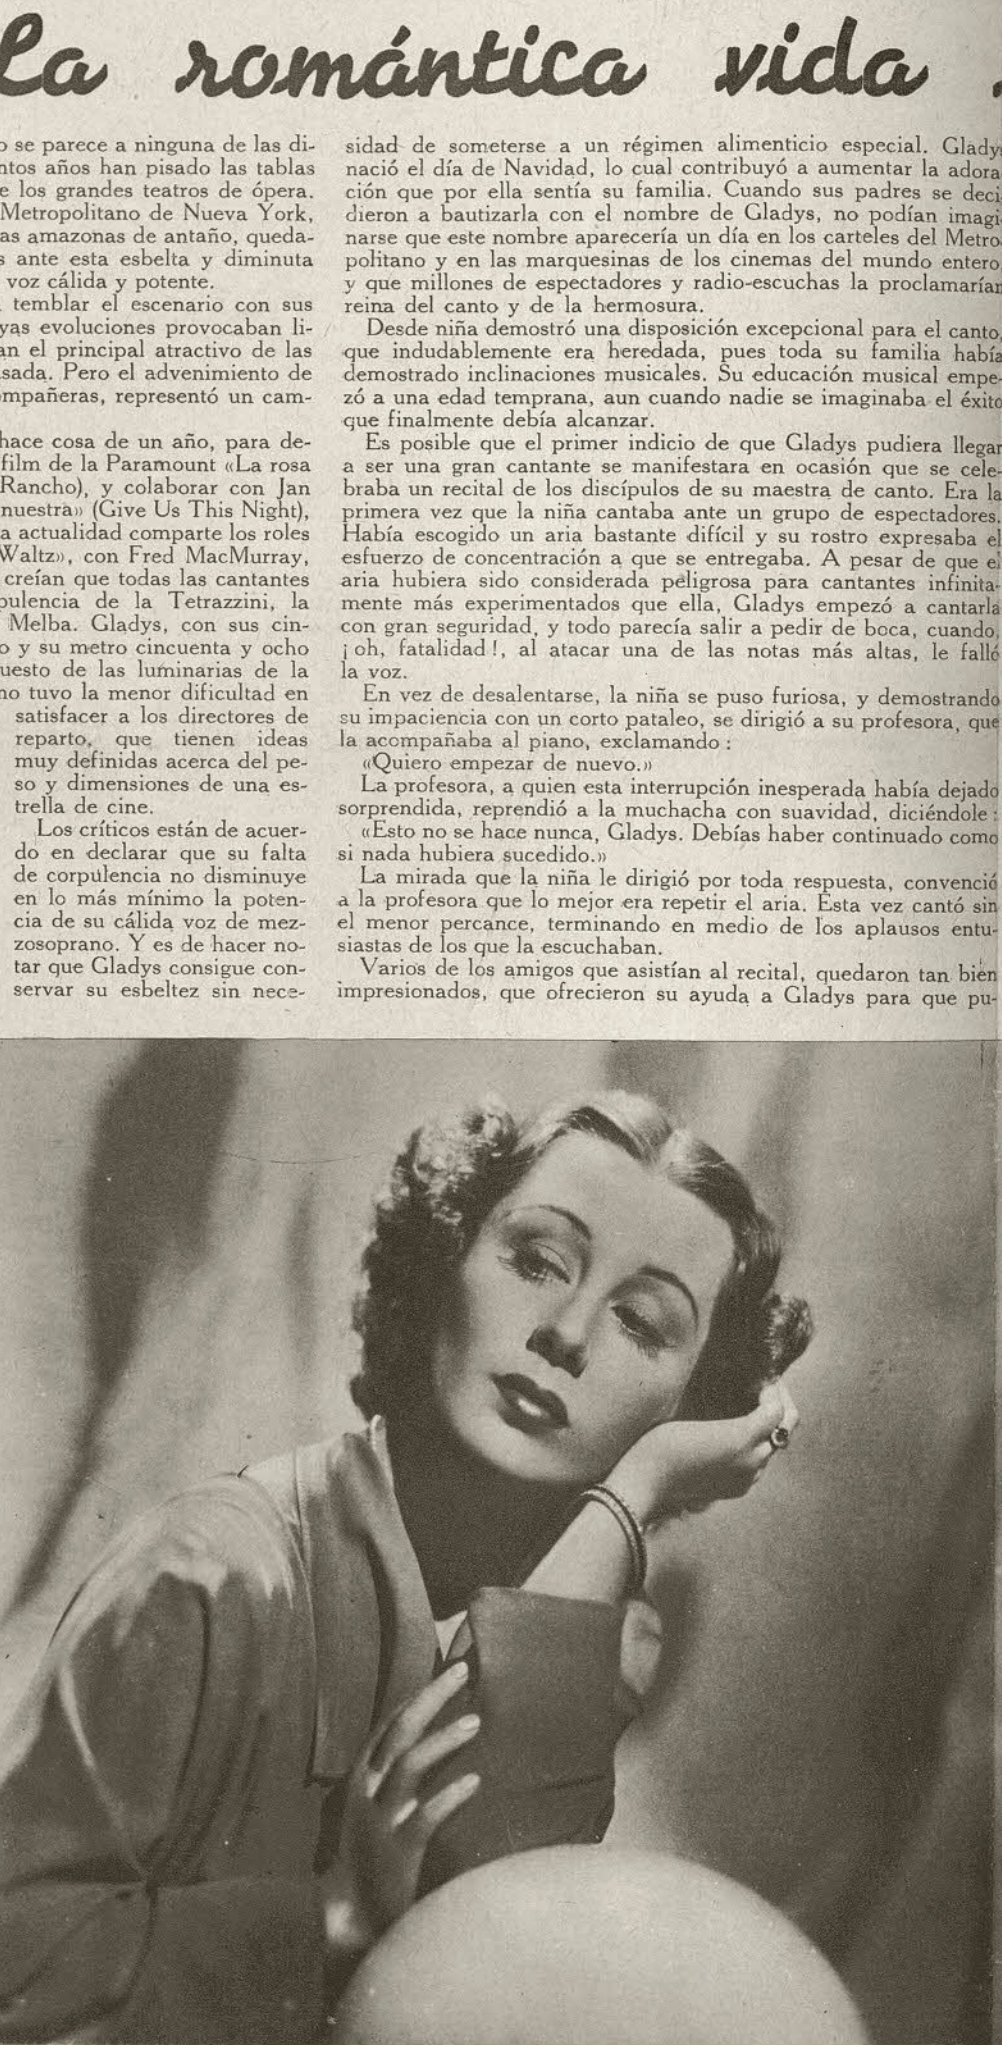 La romántica vida
se parece a ninguna de las di-
ntos años han pisado las tablas
e los grandes teatros de ópera.
Metropolitano de Nueva York,
as amazonas de antaño, queda-
s ante esta esbelta y diminuta
voz cálida y potente.
temblar el escenario con sus
yas evoluciones provocaban li-
an el principal atractivo de las
sada. Pero el advenimiento de
ompañeras, representó un cam-
hace cosa de un año, para de-
film de la Paramount «La rosa
Rancho), y colaborar con Jan
nuestra» (Give Us This Night),
a actualidad comparte los roles
Waltz», con Fred MacMurray,
creían que todas las cantantes
pulencia de la Tetrazzini, la
Melba. Gladys, con sus cin-
o y su metro cincuenta y ocho
uesto de las luminarias de la
no tuvo la menor dificultad en
satisfacer a los directores de
reparto, que tienen ideas
muy definidas acerca del pe-
so y dimensiones de una es-
trella de cine.
Los críticos están de acuer-
do en declarar que su falta
de corpulencia no disminuye
en lo más mínimo la poten-
cia de su cálida voz de mez-
zosoprano. Y es de hacer no-
tar que Gladys consigue con-
servar su esbeltez sin nece-
sidad de someterse a un régimen alimenticio especial. Glady
nació el día de Navidad, lo cual contribuyó a aumentar la adora
ción que por ella sentía su familia. Cuando sus padres se deci
dieron a bautizarla con el nombre de Gladys, no podían imagi
narse que este nombre aparecería un día en los carteles del Metro
politano y en las marquesinas de los cinemas del mundo entero
y que millones de espectadores y radio-escuchas la proclamarían
reina del canto y de la hermosura.
Desde niña demostró una disposición excepcional para el canto,
que indudablemente era heredada, pues toda su familia había
demostrado inclinaciones musicales. Su educación musical empe-
zó a una edad temprana, aun cuando nadie se imaginaba el éxito
que finalmente debía alcanzar.
Es posible que el primer indicio de que Gladys pudiera llegar
a ser una gran cantante se manifestara en ocasión que se cele-
braba un recital de los discípulos de su maestra de canto. Era la
primera vez que la niña cantaba ante un grupo de espectadores.
Había escogido un aria bastante difícil y su rostro expresaba el
esfuerzo de concentración a que se entregaba. A pesar de que el
aria hubiera sido considerada peligrosa para cantantes infinita-
mente más experimentados que ella, Gladys empezó a cantarla
con gran seguridad, y todo parecía salir a pedir de boca, cuando,
¡oh, fatalidad!, al atacar una de las notas más altas, le falló
la voz.
En vez de desalentarse, la niña se puso furiosa, y demostrando
su impaciencia con un corto pataleo, se dirigió a su profesora, que
la acompañaba al piano, exclamando:
«Quiero empezar de nuevo.»
La profesora, a quien esta interrupción inesperada había dejado
sorprendida, reprendió a la muchacha con suavidad, diciéndole:
«Esto no se hace nunca, Gladys. Debías haber continuado como
si nada hubiera sucedido.»
La mirada que la niña le dirigió por toda respuesta, convenció
a la profesora que lo mejor era repetir el aria. Esta vez cantó sin
el menor percance, terminando en medio de los aplausos entu-
siastas de los que la escuchaban.
Varios de los amigos que asistían al recital, quedaron tan bien
impresionados, que ofrecieron su ayuda a Gladys para que pu-